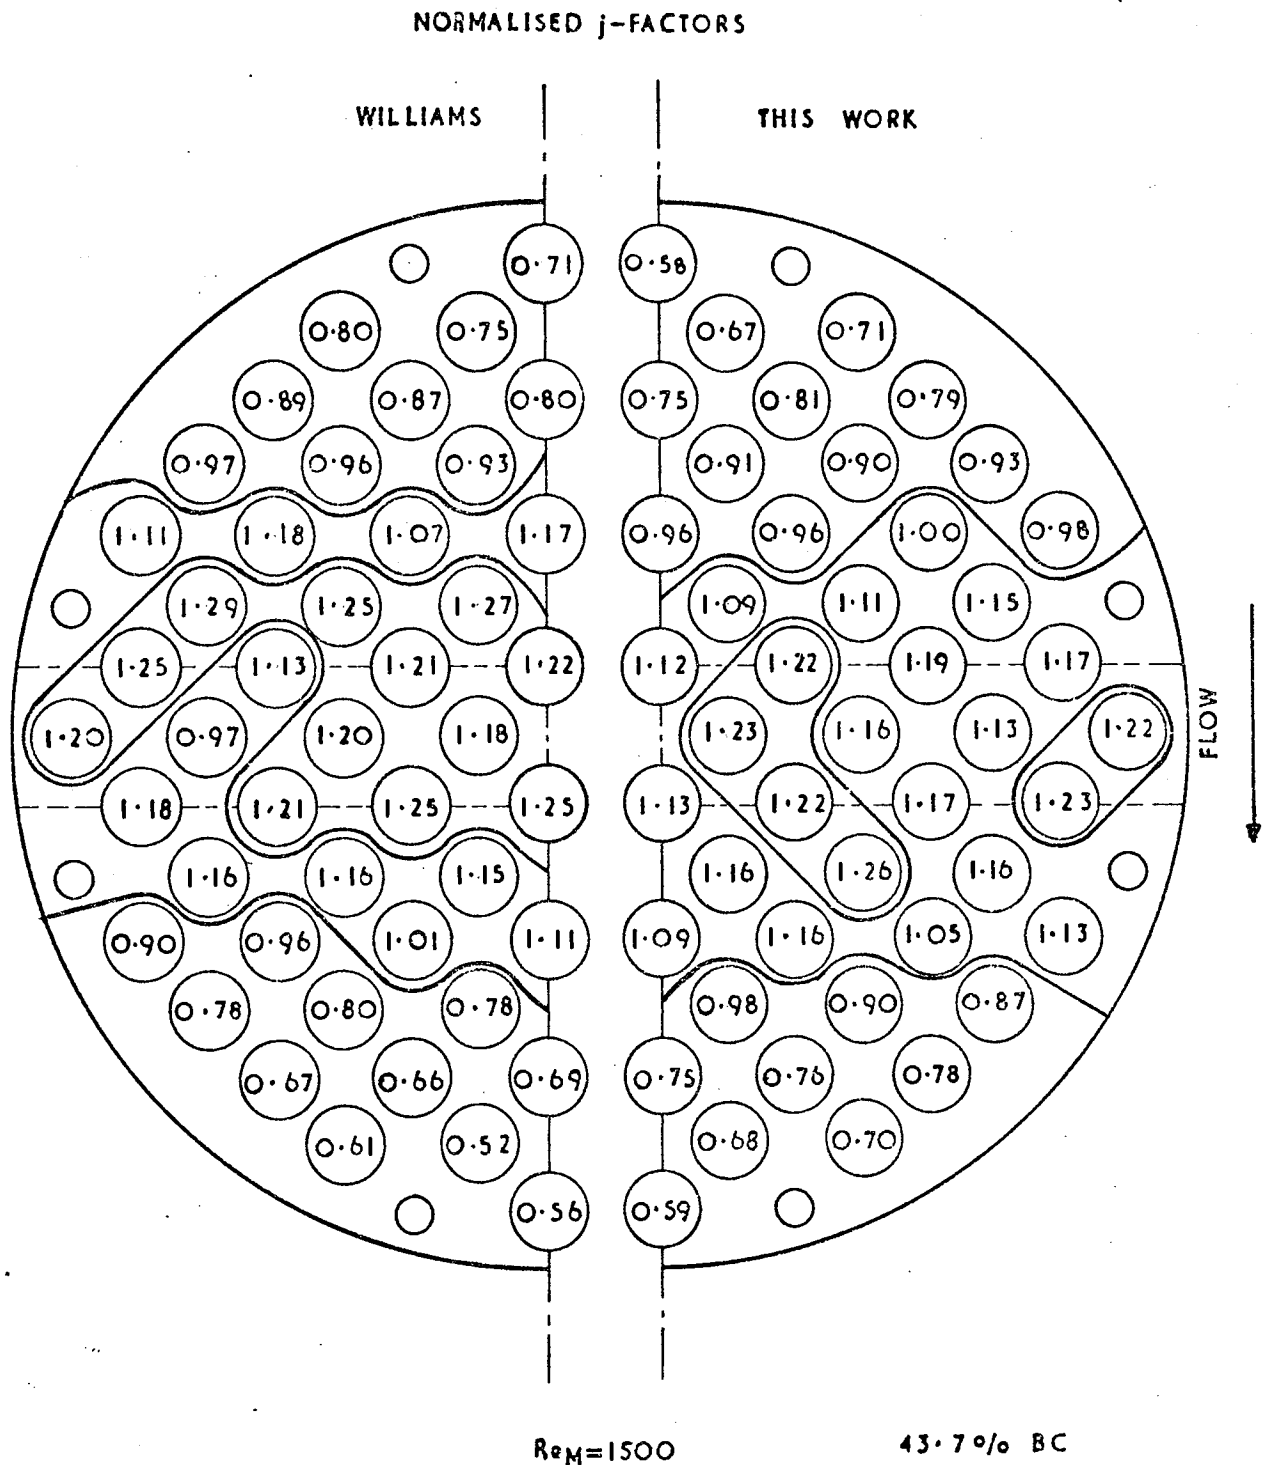 NORMALISED j-FACTORS
WILLIAMS THIS WORK
0·71 0·58
0·80 0·75 0·67 0·71
0·89 0·87 0·80 0·75 0·81 0·79
0·97 0·96 0·93 0·91 0·90 0·93
1·11 1·18 1·07 1·17 0·96 0·96 1·00 0·98
1·29 1·25 1·27 1·09 1·11 1·15
1·25 1·13 1·21 1·22 1·12 1·22 1·19 1·17
1·20 0·97 1·20 1·18 1·23 1·16 1·13 1·22
FLOW
1·18 1·21 1·25 1·25 1·13 1·22 1·17 1·23
1·16 1·16 1·15 1·16 1·26 1·16
0·90 0·96 1·01 1·11 1·09 1·16 1·05 1·13
0·78 0·80 0·78 0·98 0·90 0·87
0·67 0·66 0·69 0·75 0·76 0·78
0·61 0·52 0·68 0·70
0·56 0·59
ReM=1500 43·7% BC